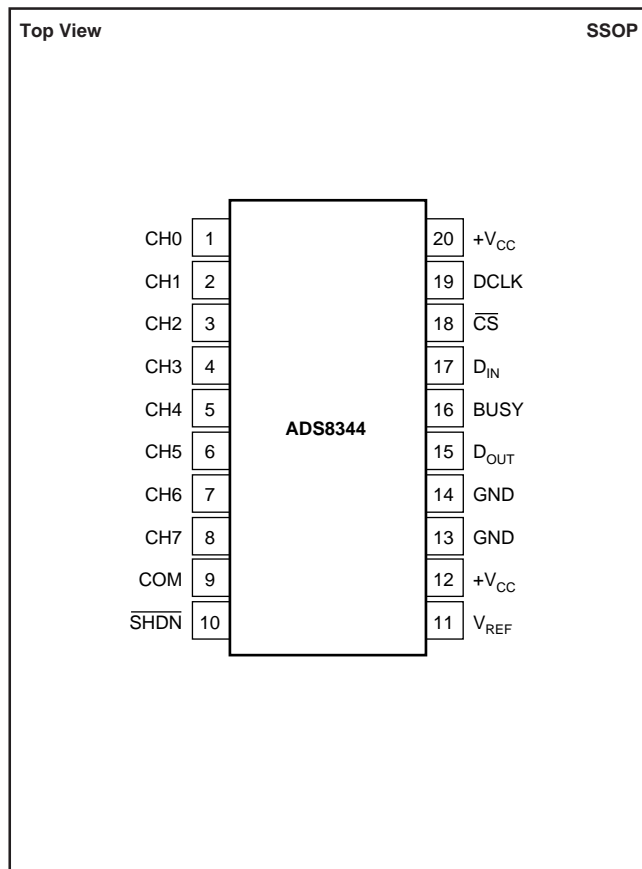 Top View SSOP
CH0 1 20 +VCC
CH1 2 19 DCLK
CH2 3 18 C̅S̅
CH3 4 17 DIN
CH4 5 16 BUSY
ADS8344
CH5 6 15 DOUT
CH6 7 14 GND
CH7 8 13 GND
COM 9 12 +VCC
S̅H̅D̅N̅ 10 11 VREF